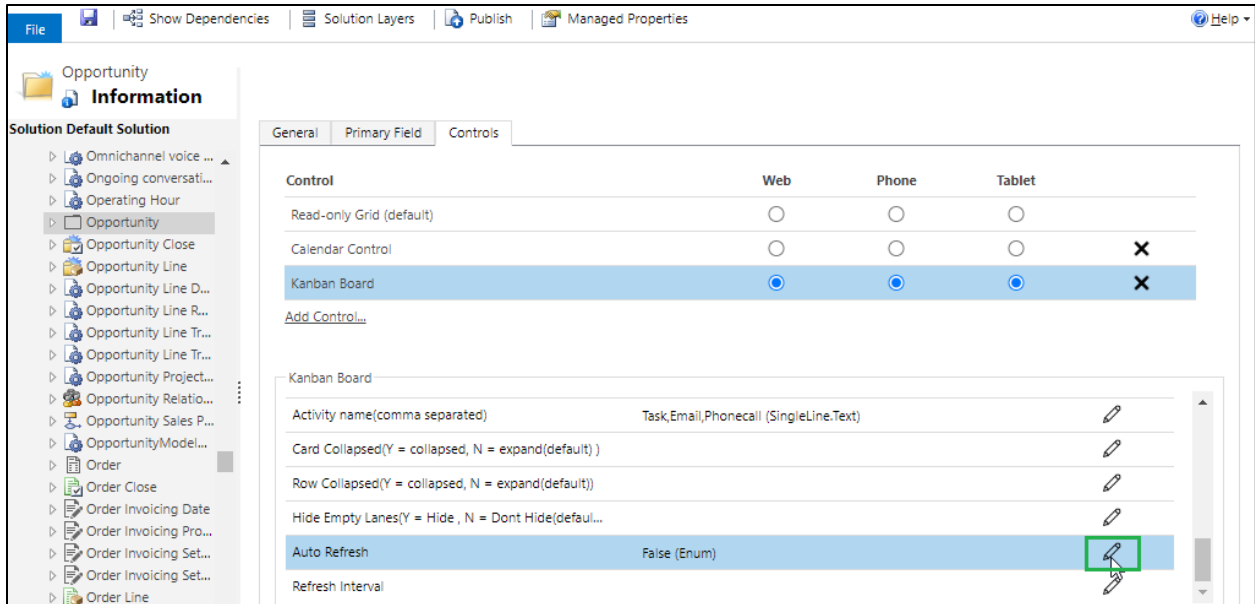 File
Show Dependencies
Solution Layers
Publish
Managed Properties
Help
Opportunity
Information
Solution Default Solution
Omnichannel voice ...
Ongoing conversati...
Operating Hour
Opportunity
Opportunity Close
Opportunity Line
Opportunity Line D...
Opportunity Line R...
Opportunity Line Tr...
Opportunity Line Tr...
Opportunity Project...
Opportunity Relatio...
Opportunity Sales P...
OpportunityModel...
Order
Order Close
Order Invoicing Date
Order Invoicing Pro...
Order Invoicing Set...
Order Invoicing Set...
Order Line
General Primary Field Controls
Control Web Phone Tablet
Read-only Grid (default)
Calendar Control
Kanban Board
Add Control...
Kanban Board
Activity name(comma separated) Task,Email,Phonecall (SingleLine.Text)
Card Collapsed(Y = collapsed, N = expand(default) )
Row Collapsed(Y = collapsed, N = expand(default))
Hide Empty Lanes(Y = Hide , N = Dont Hide(defaul...
Auto Refresh False (Enum)
Refresh Interval